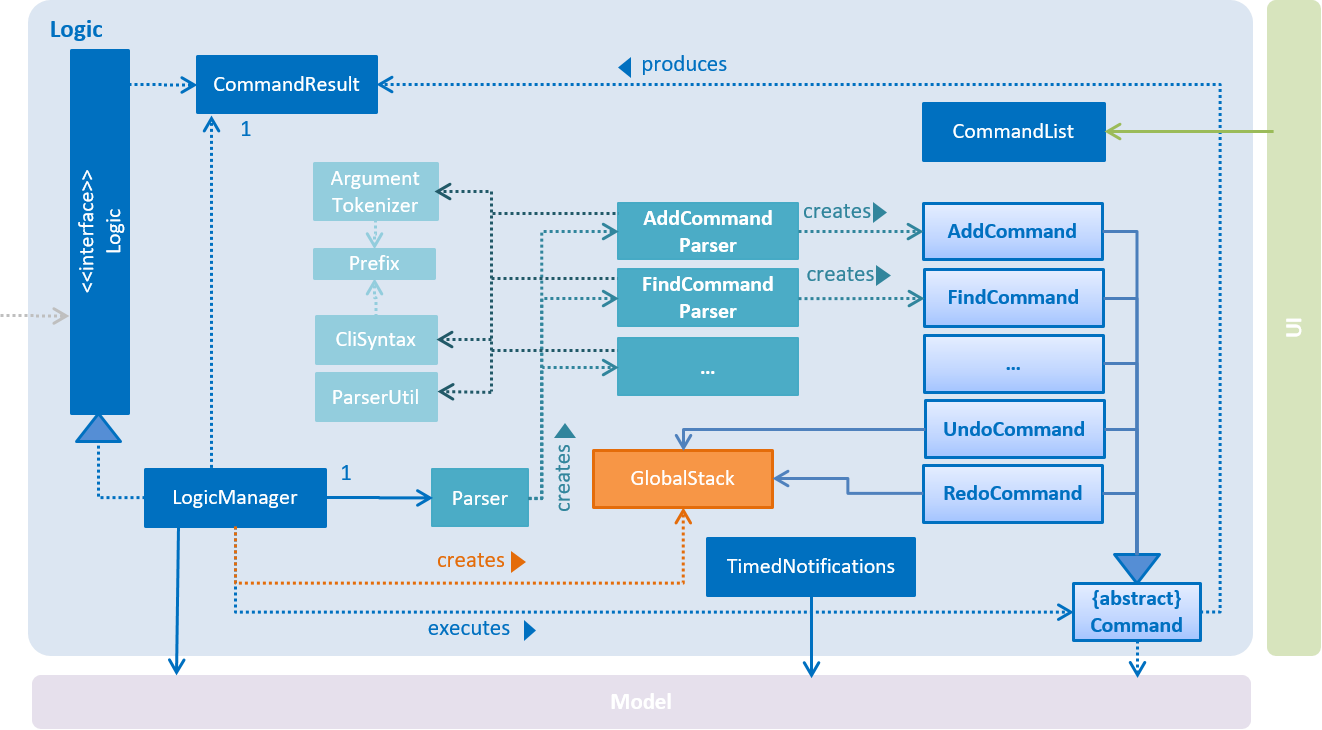 Logic
<<interface>>
Logic
CommandResult
produces
1
CommandList
UI
Argument
Tokenizer
Prefix
CliSyntax
ParserUtil
AddCommand
Parser
creates
AddCommand
FindCommand
Parser
creates
FindCommand
...
...
UndoCommand
RedoCommand
GlobalStack
creates
LogicManager
1
Parser
creates
TimedNotifications
executes
{abstract}
Command
Model